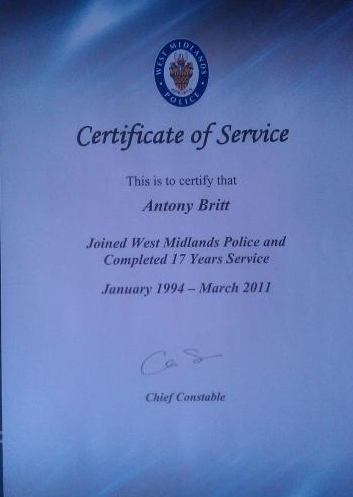 WEST MIDLANDS
POLICE
Certificate of Service
This is to certify that
Antony Britt
Joined West Midlands Police and
Completed 17 Years Service
January 1994 – March 2011
Chief Constable